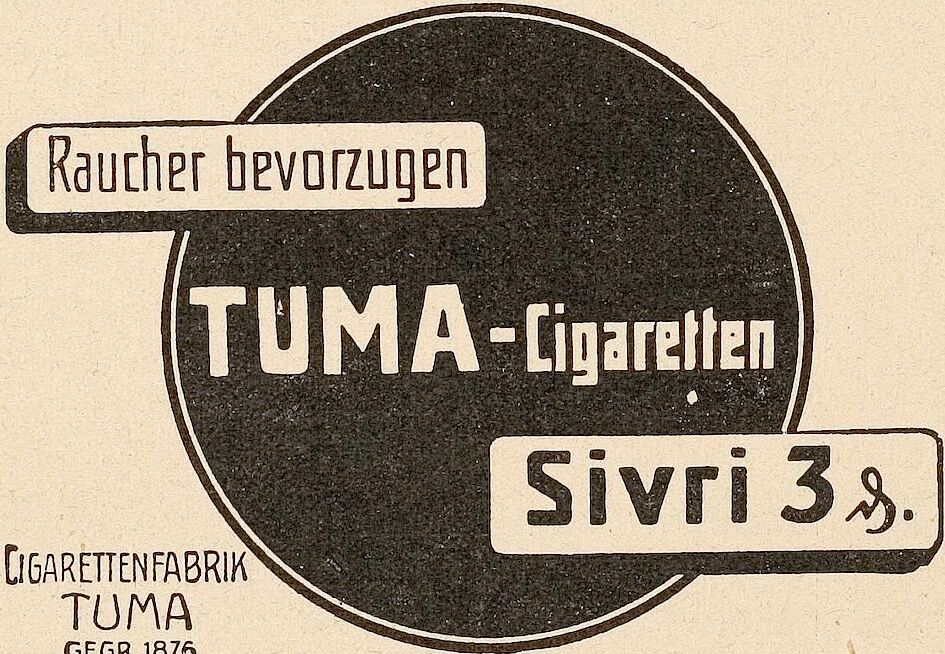 Raucher bevorzugen
TUMA-Cigaretten
Sivri 3 ₰.
CIGARETTENFABRIK
TUMA
GEGR. 1876